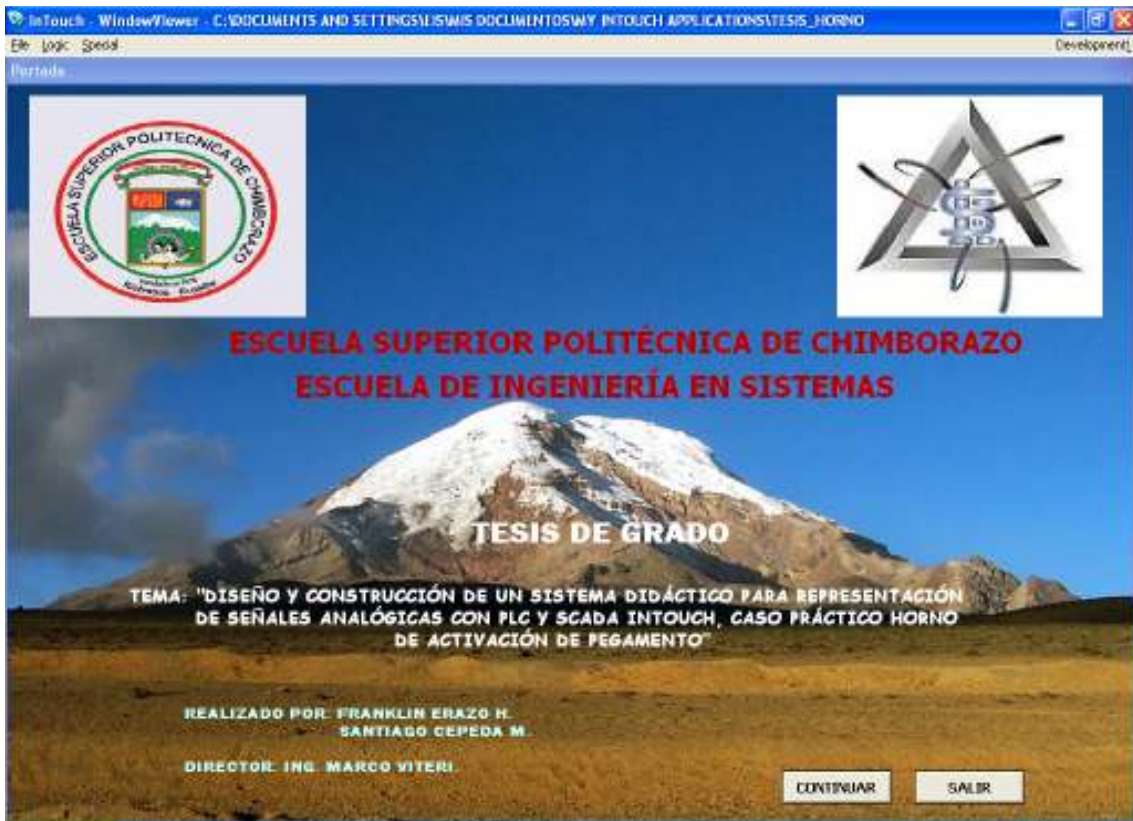 InTouch - WindowViewer - C:\DOCUMENTS AND SETTINGS\LIS\MIS DOCUMENTOS\MY INTOUCH APPLICATIONS\TESIS_HORNO
File Logic Special Development!
Portada
ESCUELA SUPERIOR POLITECNICA DE CHIMBORAZO
Riobamba - Ecuador
ESCUELA SUPERIOR POLITÉCNICA DE CHIMBORAZO
ESCUELA DE INGENIERÍA EN SISTEMAS
TESIS DE GRADO
TEMA: "DISEÑO Y CONSTRUCCIÓN DE UN SISTEMA DIDÁCTICO PARA REPRESENTACIÓN
DE SEÑALES ANALÓGICAS CON PLC Y SCADA INTOUCH, CASO PRÁCTICO HORNO
DE ACTIVACIÓN DE PEGAMENTO"
REALIZADO POR: FRANKLIN ERAZO H.
SANTIAGO CEPEDA M.
DIRECTOR: ING. MARCO VITERI.
CONTINUAR SALIR